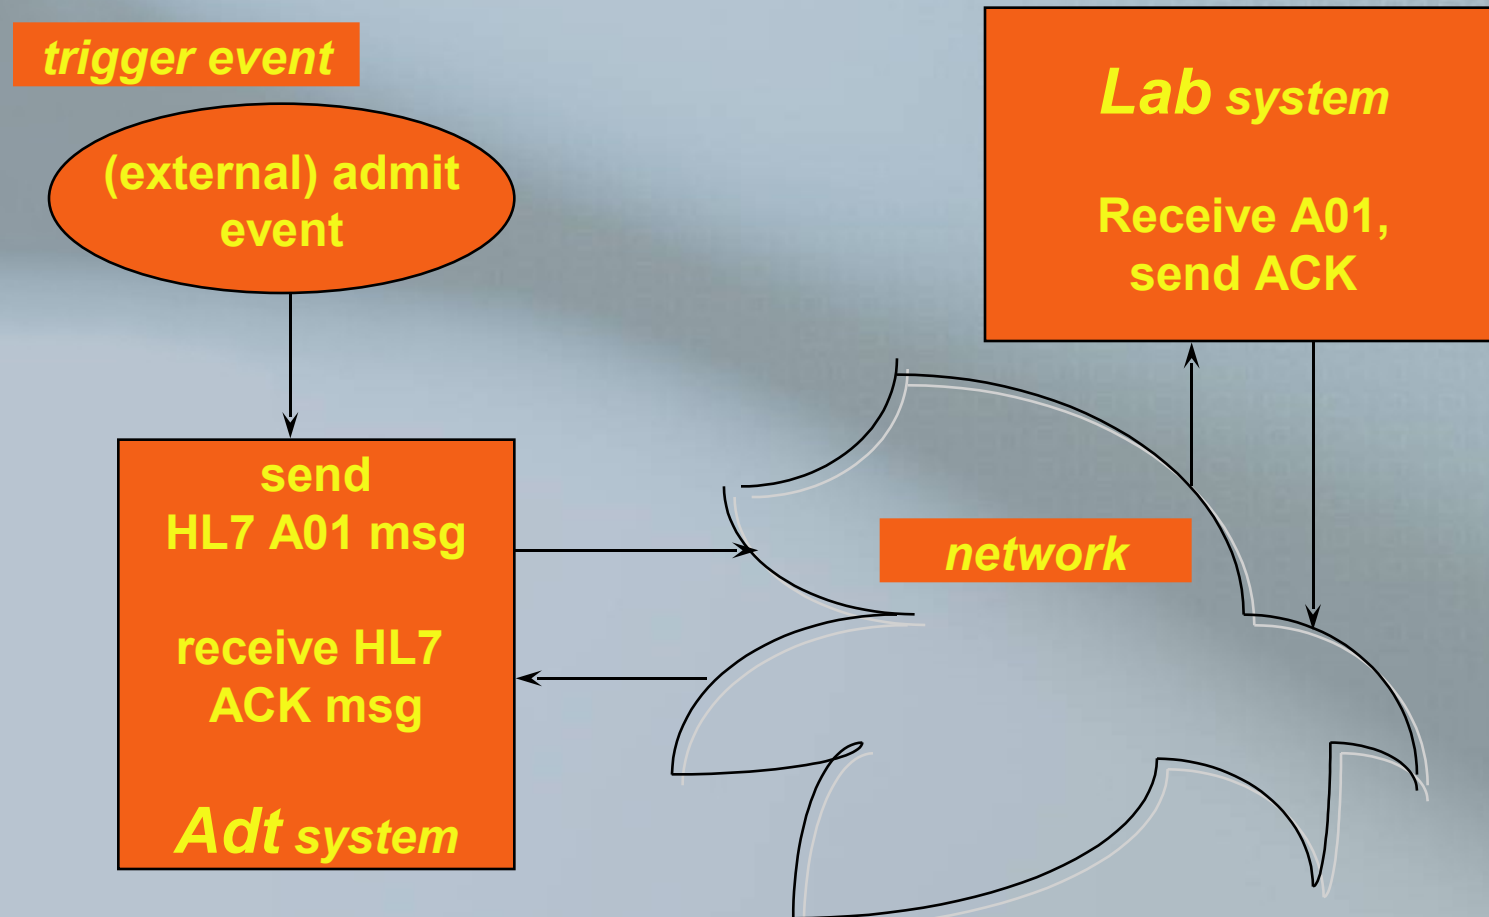 trigger event
(external) admit
event
Lab system
Receive A01,
send ACK
send
HL7 A01 msg
receive HL7
ACK msg
Adt system
network